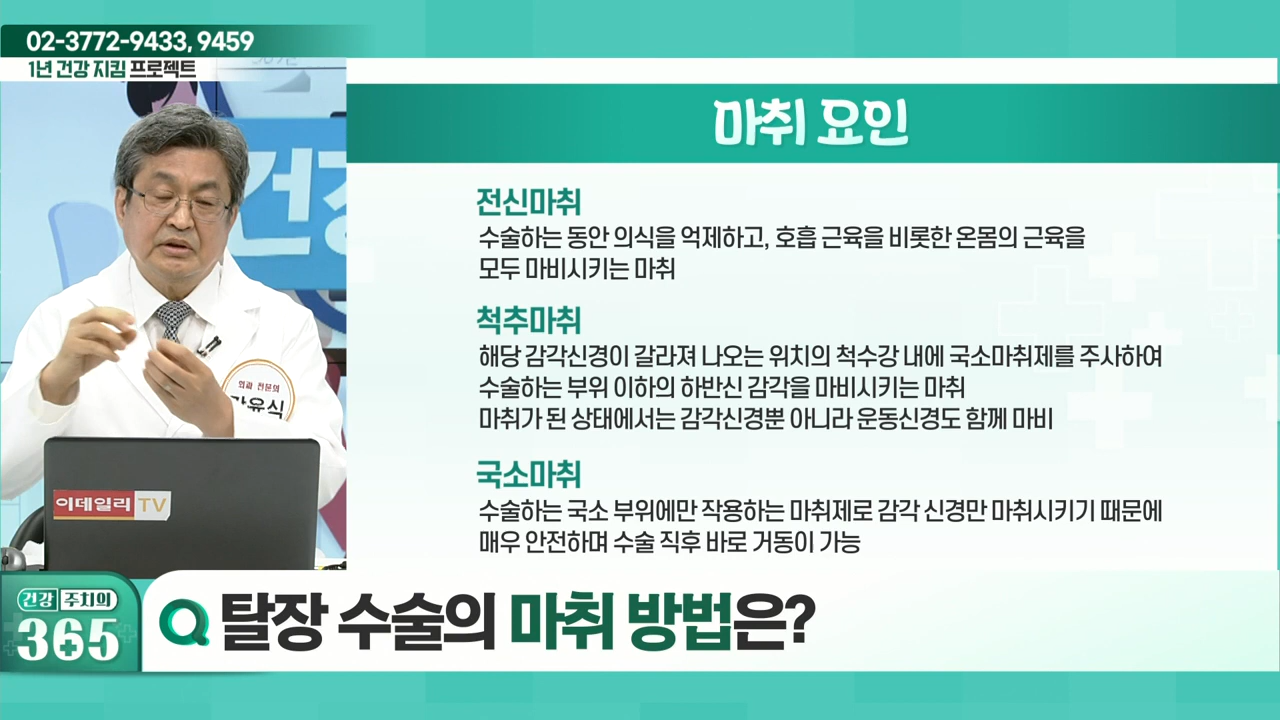 02-3772-9433, 9459
1년 건강 지킴 프로젝트
마취 요인
전신마취
수술하는 동안 의식을 억제하고, 호흡 근육을 비롯한 온몸의 근육을
모두 마비시키는 마취
척추마취
해당 감각신경이 갈라져 나오는 위치의 척수강 내에 국소마취제를 주사하여
수술하는 부위 이하의 하반신 감각을 마비시키는 마취
마취가 된 상태에서는 감각신경뿐 아니라 운동신경도 함께 마비
국소마취
수술하는 국소 부위에만 작용하는 마취제로 감각 신경만 마취시키기 때문에
매우 안전하며 수술 직후 바로 거동이 가능
외과 전문의
이데일리 TV
건강 주치의
365
Q 탈장 수술의 마취 방법은?